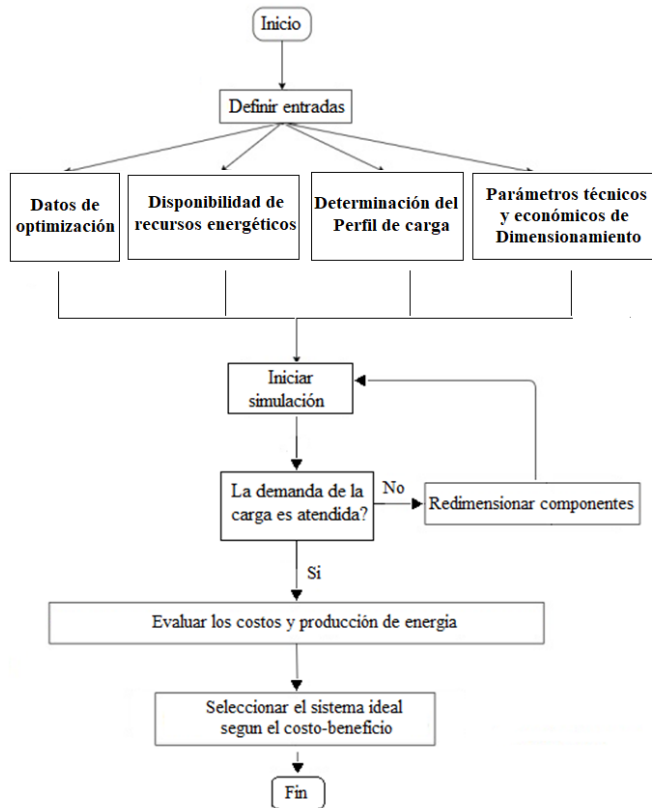 Inicio
Definir entradas
Datos de
optimización
Disponibilidad de
recursos energéticos
Determinación del
Perfil de carga
Parámetros técnicos
y económicos de
Dimensionamiento
Iniciar
simulación
La demanda de la
carga es atendida?
No
Redimensionar componentes
Si
Evaluar los costos y producción de energia
Seleccionar el sistema ideal
segun el costo-beneficio
Fin